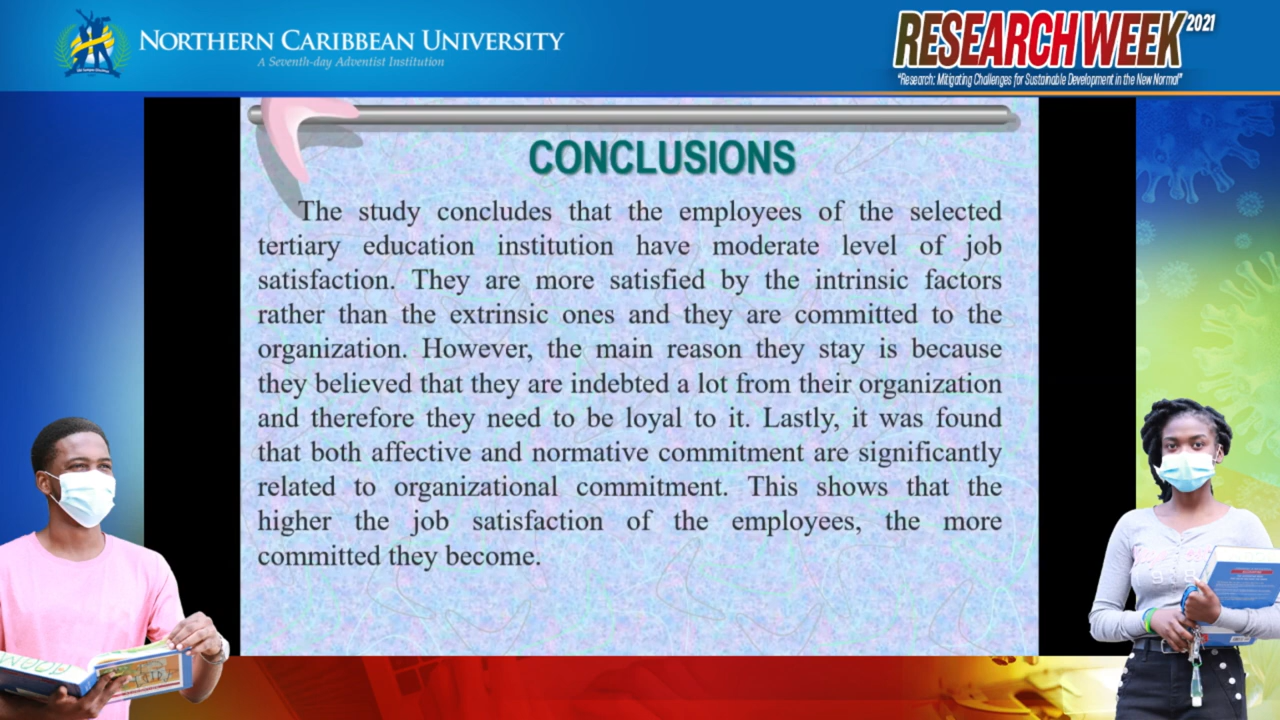 NORTHERN CARIBBEAN UNIVERSITY
A Seventh-day Adventist Institution
RESEARCH WEEK 2021
"Research: Mitigating Challenges for Sustainable Development in the New Normal"
CONCLUSIONS
The study concludes that the employees of the selected
tertiary education institution have moderate level of job
satisfaction. They are more satisfied by the intrinsic factors
rather than the extrinsic ones and they are committed to the
organization. However, the main reason they stay is because
they believed that they are indebted a lot from their organization
and therefore they need to be loyal to it. Lastly, it was found
that both affective and normative commitment are significantly
related to organizational commitment. This shows that the
higher the job satisfaction of the employees, the more
committed they become.